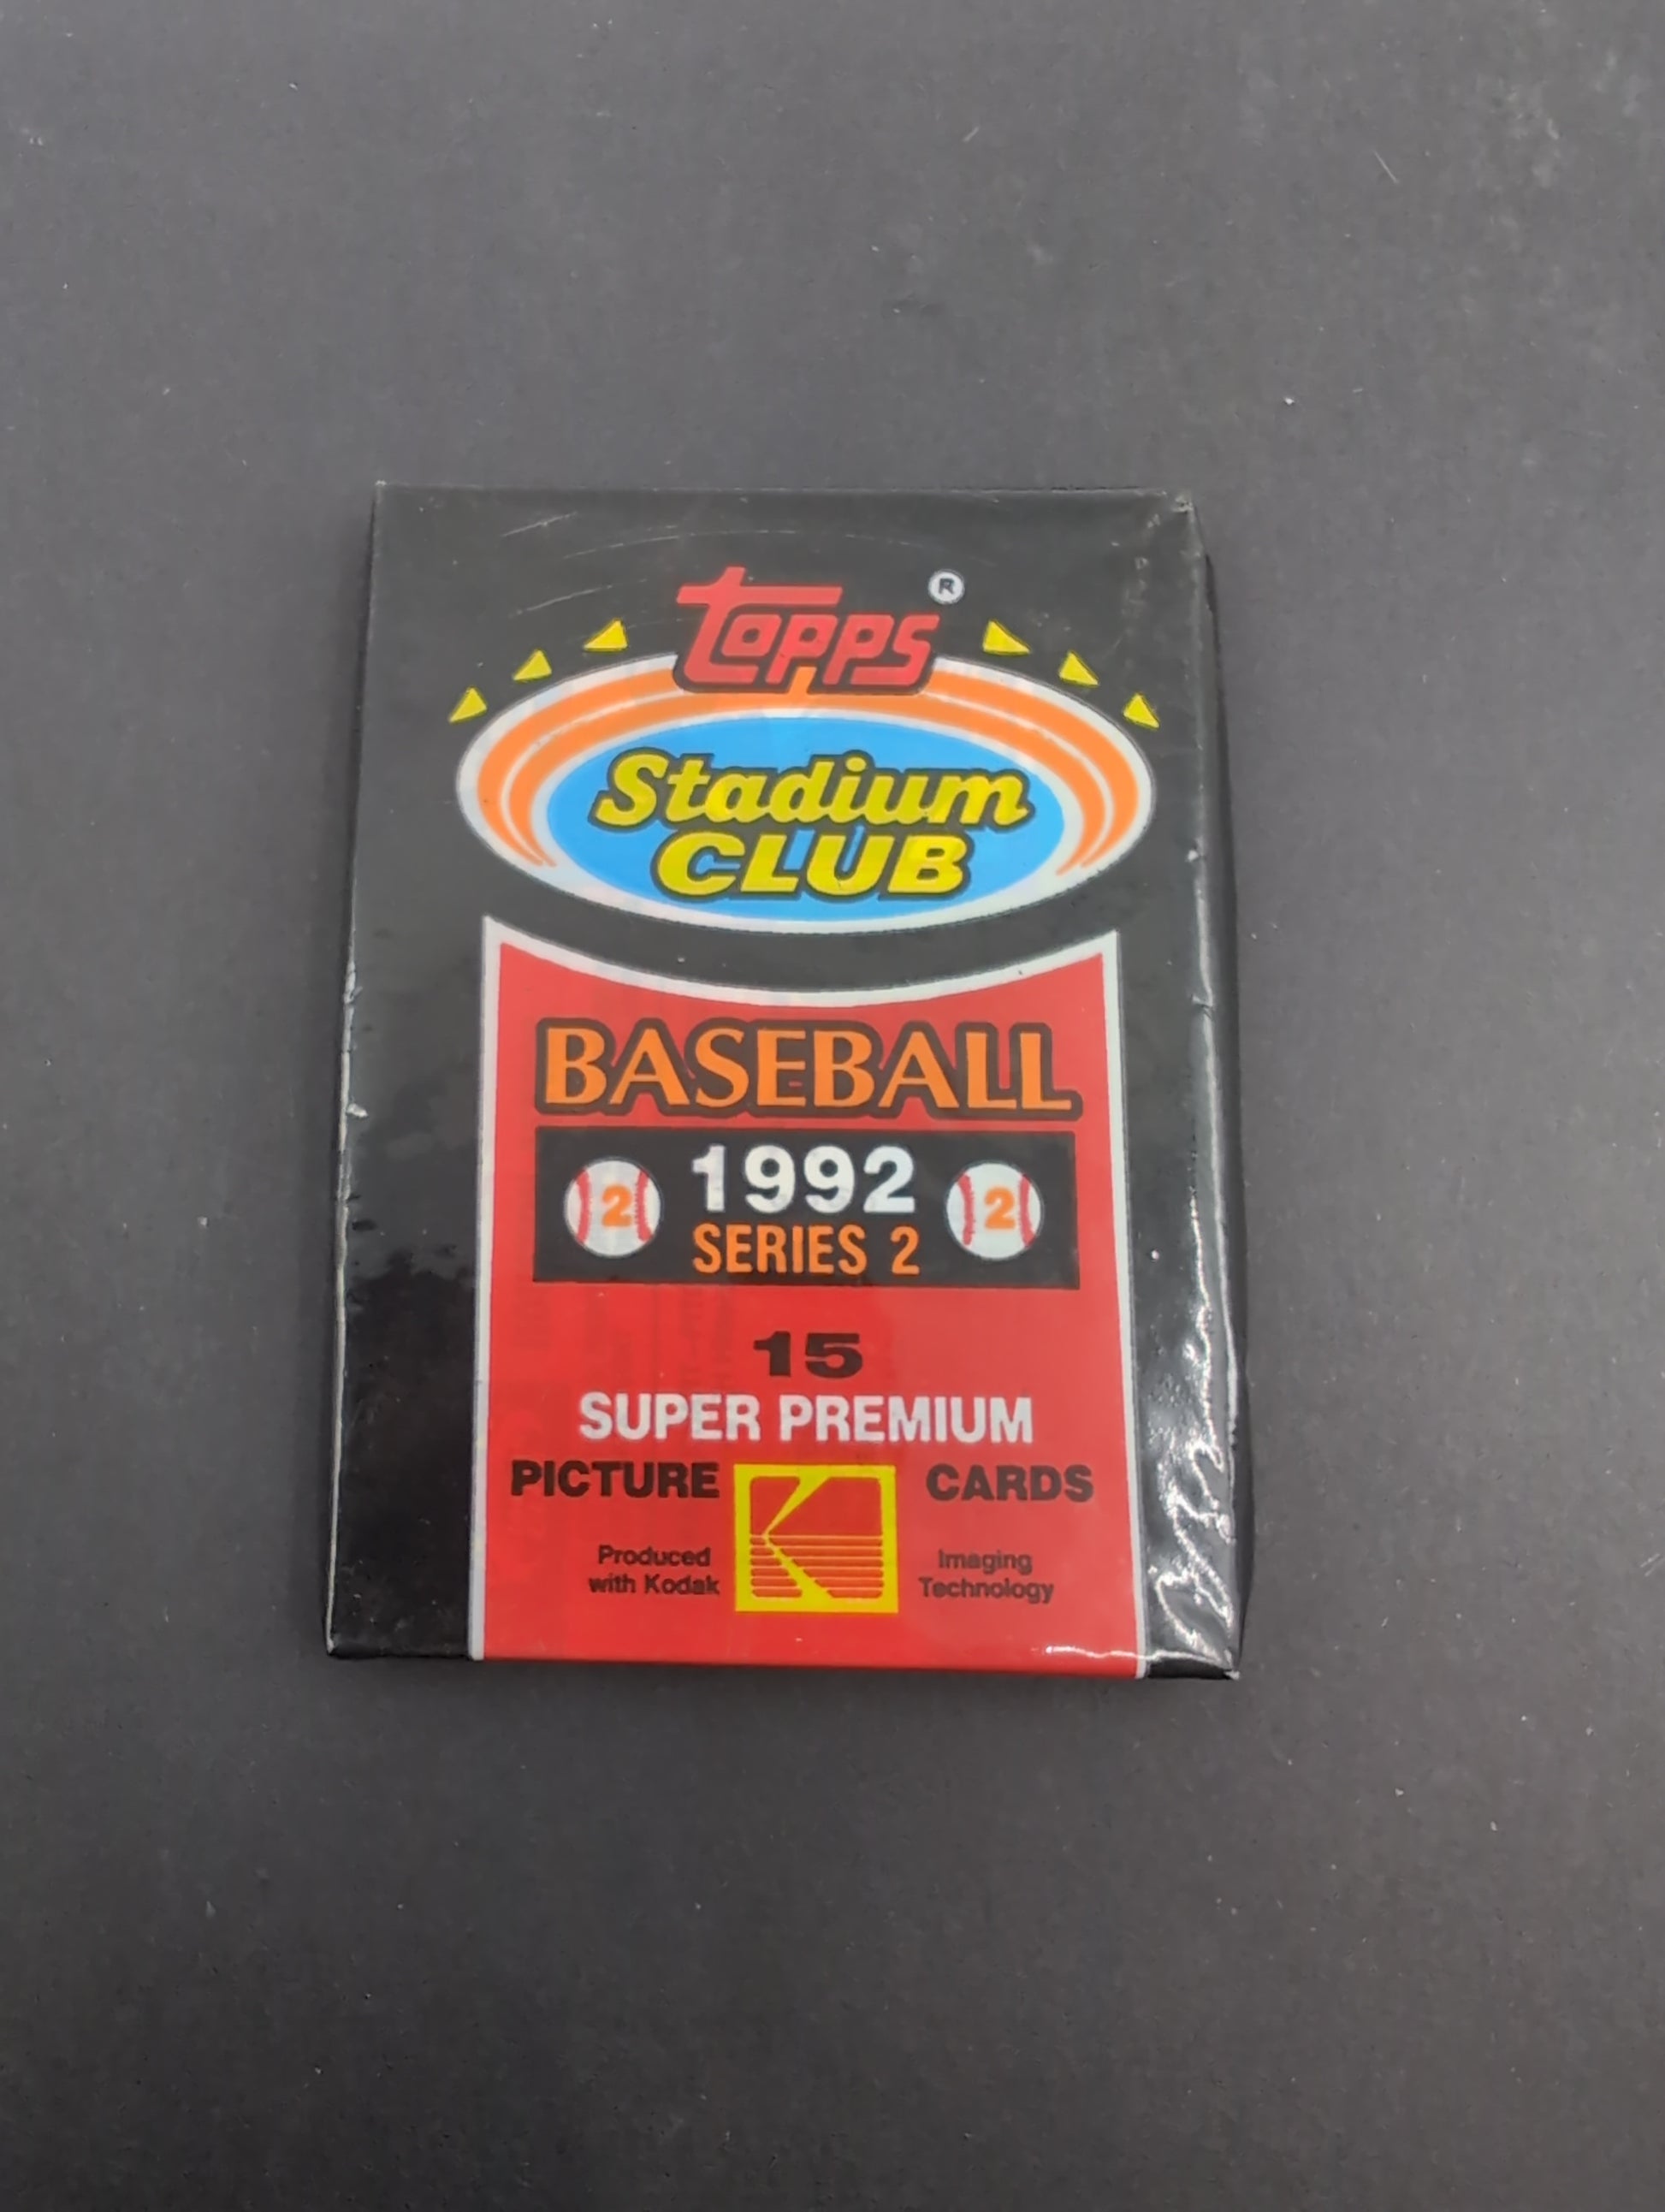 topps ®
Stadium
CLUB
BASEBALL
2 1992 2
SERIES 2
15
SUPER PREMIUM
PICTURE CARDS
Produced
with Kodak
Imaging
Technology